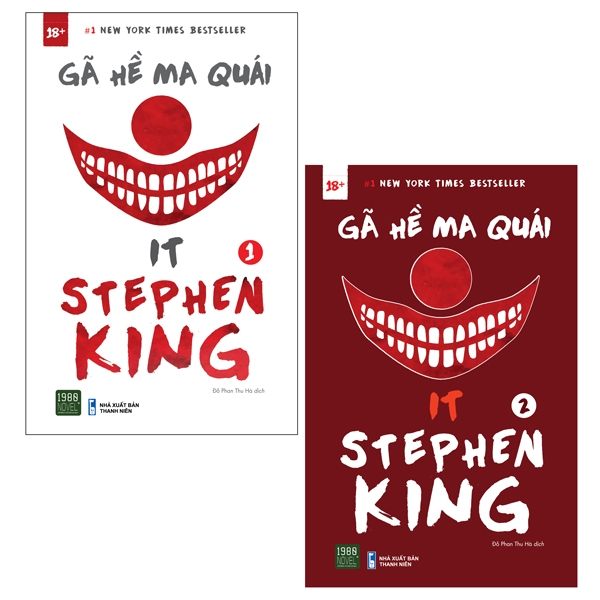 18+
#1 NEW YORK TIMES BESTSELLER
GÃ HỀ MA QUÁI
IT
1
STEPHEN
KING
Đỗ Phan Thu Hà dịch
1980
NOVEL
NHÀ XUẤT BẢN
THANH NIÊN
18+
#1 NEW YORK TIMES BESTSELLER
GÃ HỀ MA QUÁI
IT
2
STEPHEN
KING
Đỗ Phan Thu Hà dịch
1980
NOVEL
NHÀ XUẤT BẢN
THANH NIÊN